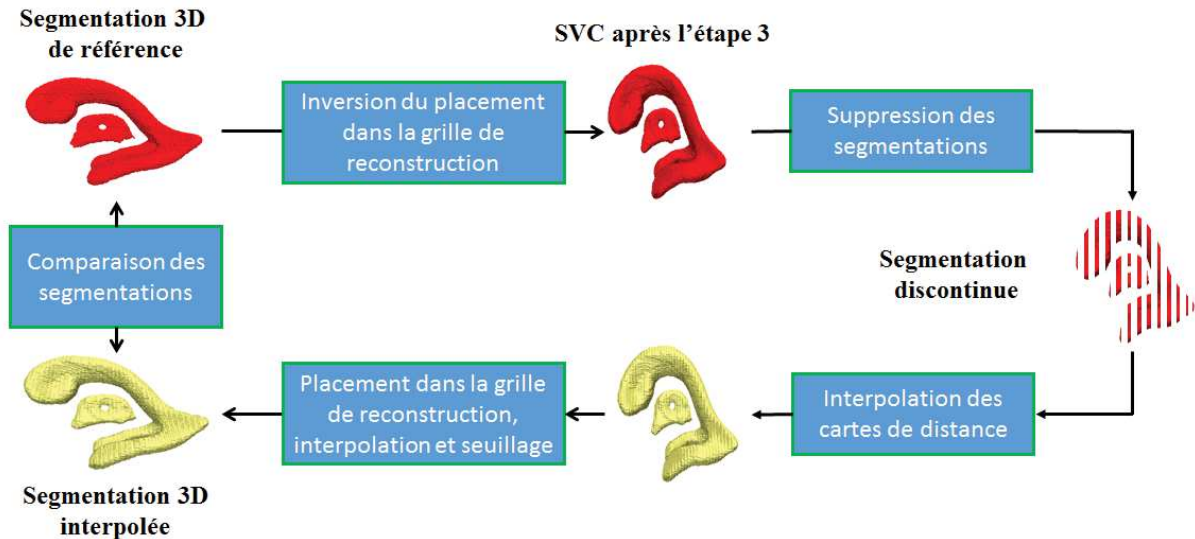 Segmentation 3D
de référence
Inversion du placement
dans la grille de
reconstruction
SVC après l'étape 3
Suppression des
segmentations
Segmentation
discontinue
Interpolation des
cartes de distance
Placement dans la grille
de reconstruction,
interpolation et seuillage
Segmentation 3D
interpolée
Comparaison des
segmentations